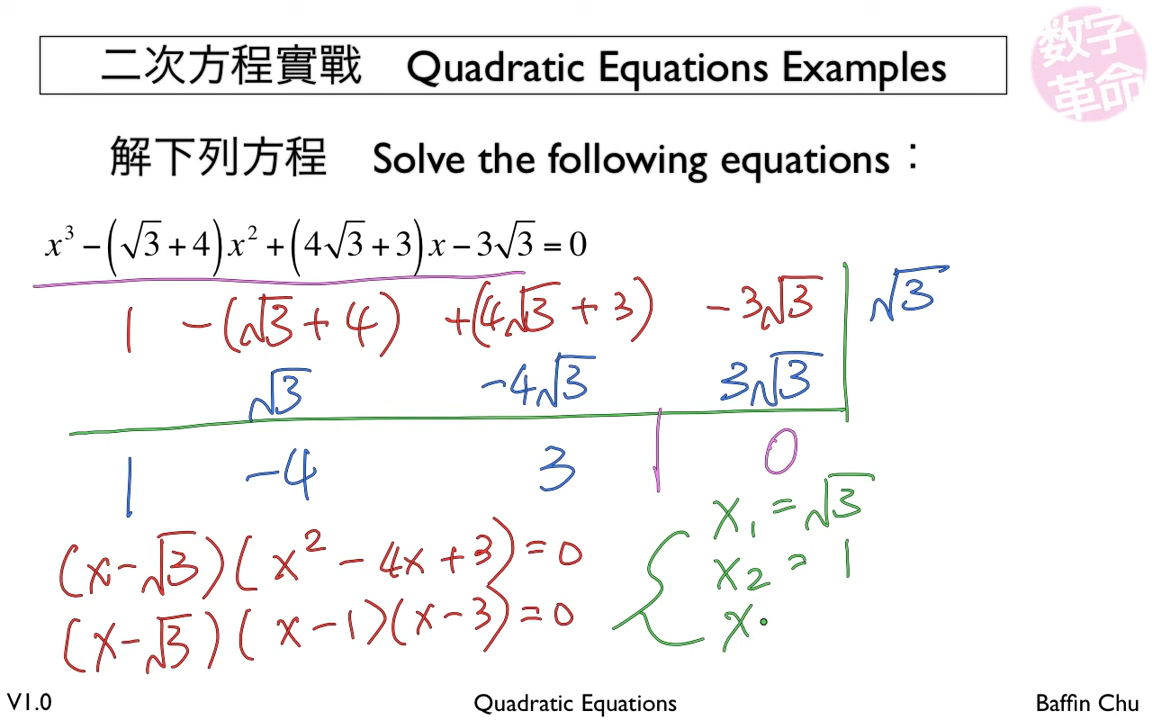 二次方程實戰 Quadratic Equations Examples
数字
革命
解下列方程 Solve the following equations：
x³ − (√3 + 4)x² + (4√3 + 3)x − 3√3 = 0
1 −(√3 + 4) +(4√3 + 3) −3√3 √3
√3 −4√3 3√3
1 −4 3 0
x₁ = √3
(x−√3)(x² − 4x + 3) = 0
x₂ = 1
(x−√3)(x − 1)(x − 3) = 0
x
V1.0 Quadratic Equations Baffin Chu